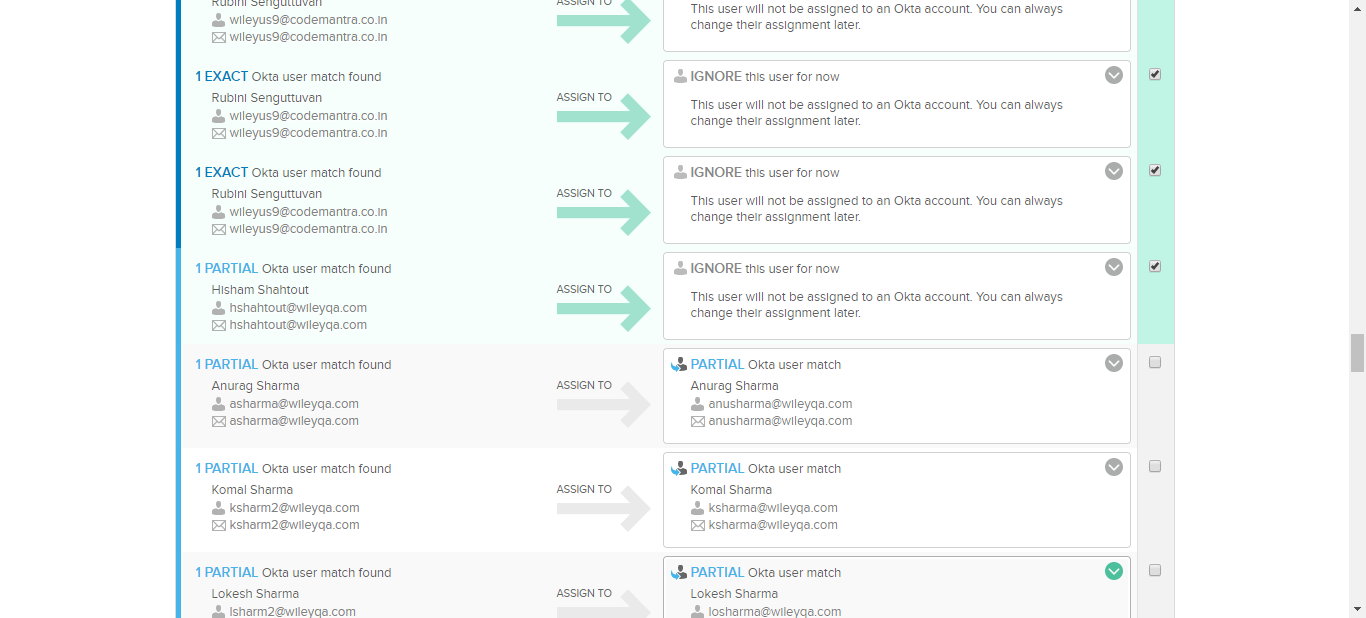 Rubini Senguttuvan
wileyus9@codemantra.co.in
wileyus9@codemantra.co.in
ASSIGN TO
This user will not be assigned to an Okta account. You can always
change their assignment later.
1 EXACT Okta user match found
Rubini Senguttuvan
wileyus9@codemantra.co.in
wileyus9@codemantra.co.in
ASSIGN TO
IGNORE this user for now
This user will not be assigned to an Okta account. You can always
change their assignment later.
1 EXACT Okta user match found
Rubini Senguttuvan
wileyus9@codemantra.co.in
wileyus9@codemantra.co.in
ASSIGN TO
IGNORE this user for now
This user will not be assigned to an Okta account. You can always
change their assignment later.
1 PARTIAL Okta user match found
Hisham Shahtout
hshahtout@wileyqa.com
hshahtout@wileyqa.com
ASSIGN TO
IGNORE this user for now
This user will not be assigned to an Okta account. You can always
change their assignment later.
1 PARTIAL Okta user match found
Anurag Sharma
asharma@wileyqa.com
asharma@wileyqa.com
ASSIGN TO
PARTIAL Okta user match
Anurag Sharma
anusharma@wileyqa.com
anusharma@wileyqa.com
1 PARTIAL Okta user match found
Komal Sharma
ksharm2@wileyqa.com
ksharm2@wileyqa.com
ASSIGN TO
PARTIAL Okta user match
Komal Sharma
ksharma@wileyqa.com
ksharma@wileyqa.com
1 PARTIAL Okta user match found
Lokesh Sharma
lsharm2@wileyqa.com
ASSIGN TO
PARTIAL Okta user match
Lokesh Sharma
losharma@wileyqa.com